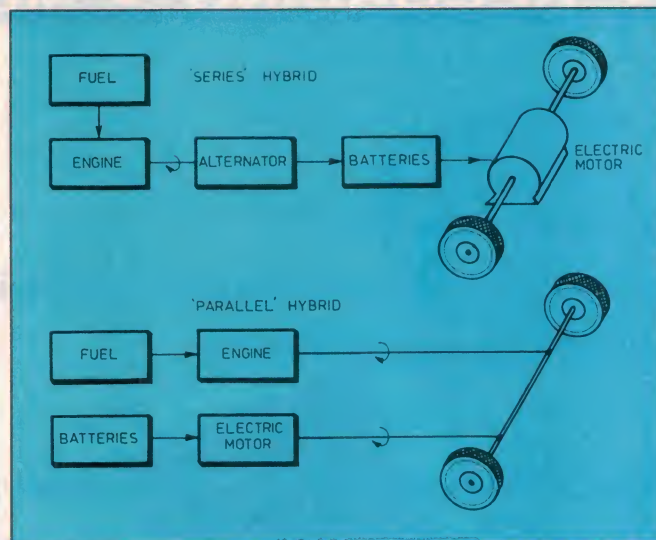 FUEL
'SERIES' HYBRID
ENGINE
ALTERNATOR
BATTERIES
ELECTRIC
MOTOR
'PARALLEL' HYBRID
FUEL
ENGINE
BATTERIES
ELECTRIC
MOTOR